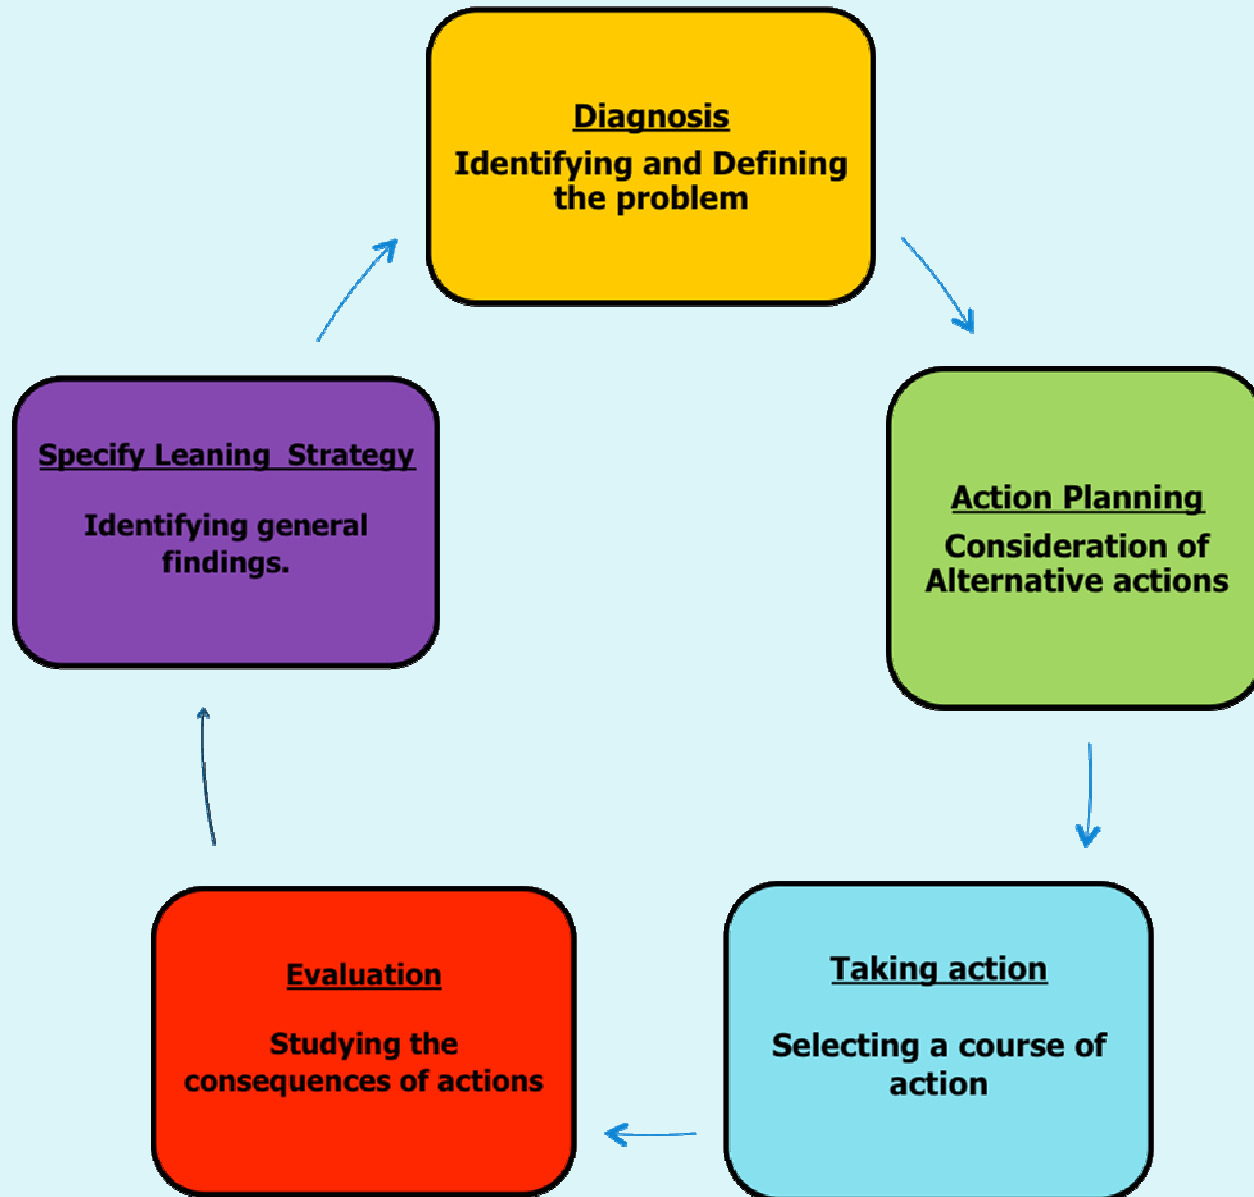 Diagnosis
Identifying and Defining
the problem
Action Planning
Consideration of
Alternative actions
Taking action
Selecting a course of
action
Evaluation
Studying the
consequences of actions
Specify Leaning  Strategy
Identifying general
findings.